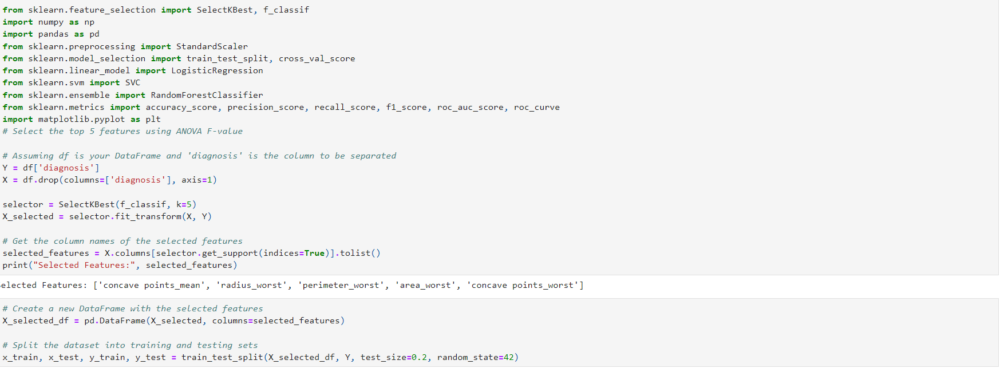 from sklearn.feature_selection import SelectKBest, f_classif
import numpy as np
import pandas as pd
from sklearn.preprocessing import StandardScaler
from sklearn.model_selection import train_test_split, cross_val_score
from sklearn.linear_model import LogisticRegression
from sklearn.svm import SVC
from sklearn.ensemble import RandomForestClassifier
from sklearn.metrics import accuracy_score, precision_score, recall_score, f1_score, roc_auc_score, roc_curve
import matplotlib.pyplot as plt
# Select the top 5 features using ANOVA F-value
# Assuming df is your DataFrame and 'diagnosis' is the column to be separated
Y = df['diagnosis']
X = df.drop(columns=['diagnosis'], axis=1)
selector = SelectKBest(f_classif, k=5)
X_selected = selector.fit_transform(X, Y)
# Get the column names of the selected features
selected_features = X.columns[selector.get_support(indices=True)].tolist()
print("Selected Features:", selected_features)
elected Features: ['concave points_mean', 'radius_worst', 'perimeter_worst', 'area_worst', 'concave points_worst']
# Create a new DataFrame with the selected features
X_selected_df = pd.DataFrame(X_selected, columns=selected_features)
# Split the dataset into training and testing sets
x_train, x_test, y_train, y_test = train_test_split(X_selected_df, Y, test_size=0.2, random_state=42)